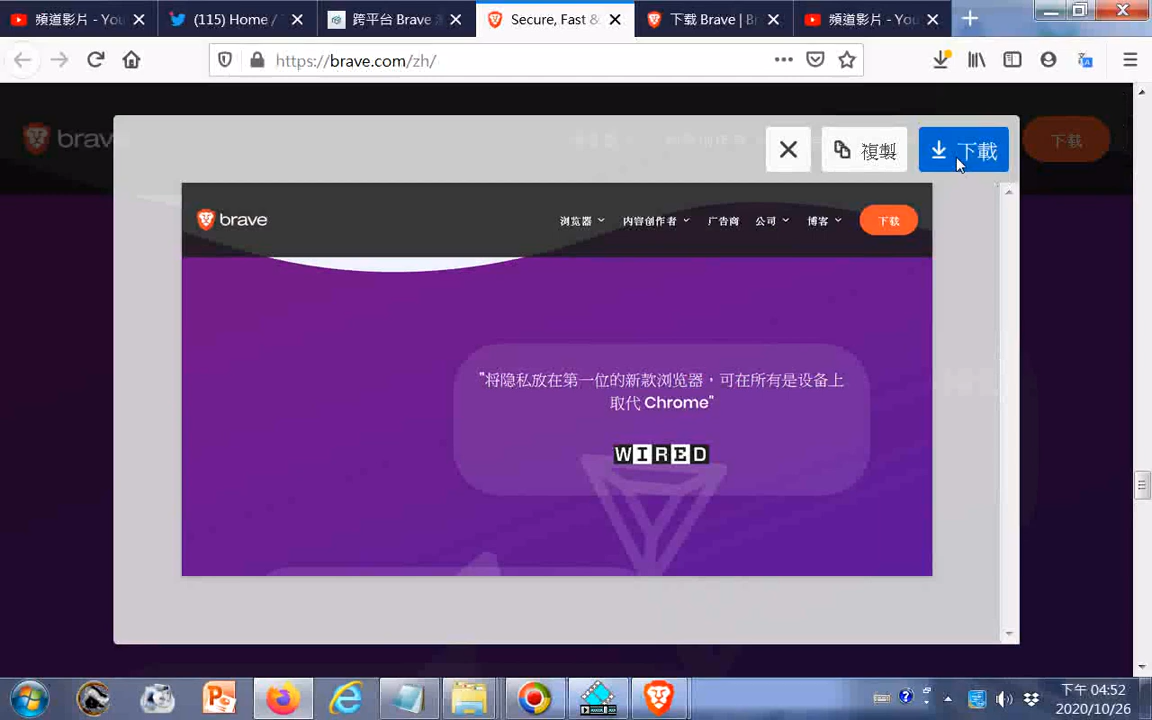 頻道影片 - You
(115) Home / T
跨平台 Brave
Secure, Fast &
下载 Brave | B
頻道影片 - You
https://brave.com/zh/
brave
下载
複製
下載
brave
浏览器
内容创作者
广告商
公司
博客
下载
"将隐私放在第一位的新款浏览器，可在所有是设备上
取代 Chrome"
WIRED
下午 04:52
2020/10/26